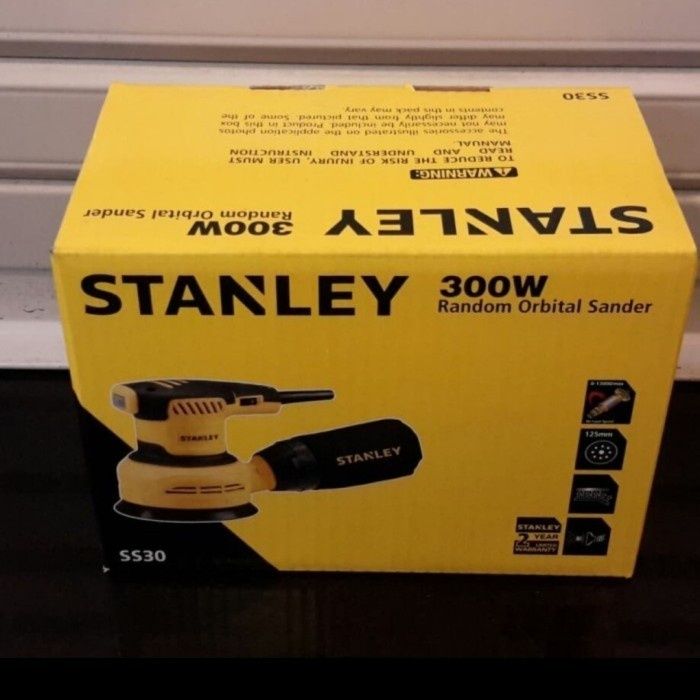 SS30
contents in this pack may vary.
may differ slightly from that pictured. Some of the
may not necessarily be included. Product in this box
The accessories illustrated on the application photos
MANUAL
READ AND UNDERSTAND INSTRUCTION
TO REDUCE THE RISK OF INJURY, USER MUST
WARNING:
STANLEY
300W
Random Orbital Sander
STANLEY
300W
Random Orbital Sander
STANLEY
STANLEY
125mm
STANLEY
2 YEAR
LIMITED
WARRANTY
SS30